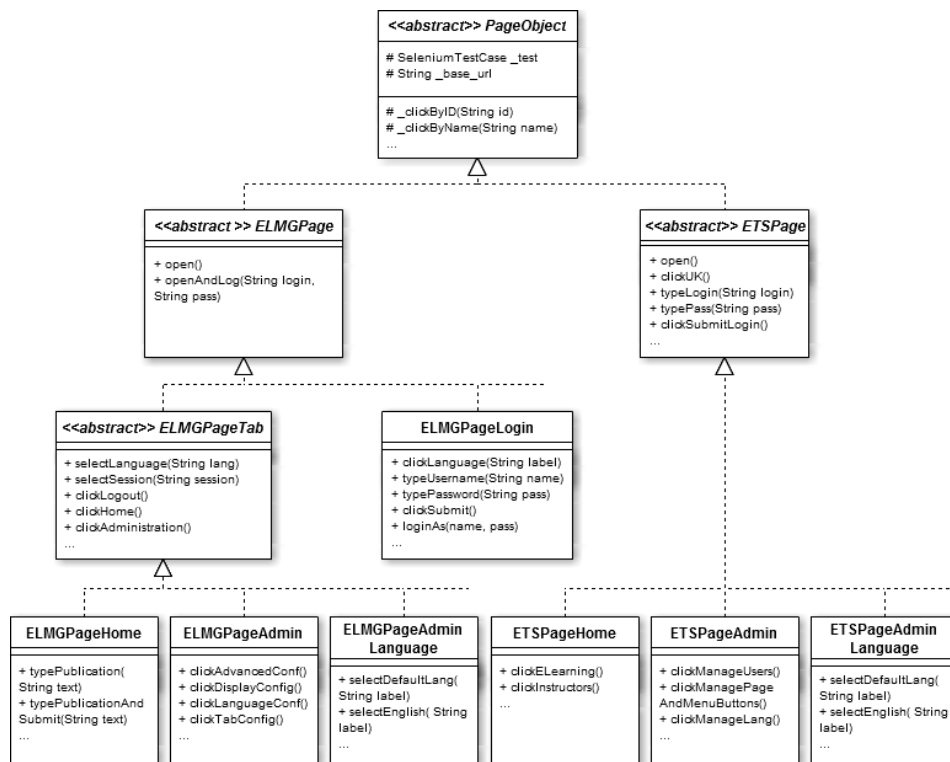 <<abstract>> PageObject
# SeleniumTestCase _test
# String _base_url
# _clickByID(String id)
# _clickByName(String name)
...
<<abstract >> ELMGPage
+ open()
+ openAndLog(String login,
String pass)
<<abstract>> ETSPage
+ open()
+ clickUK()
+ typeLogin(String login)
+ typePass(String pass)
+ clickSubmitLogin()
...
<<abstract>> ELMGPageTab
+ selectLanguage(String lang)
+ selectSession(String session)
+ clickLogout()
+ clickHome()
+ clickAdministration()
...
ELMGPageLogin
+ clickLanguage(String label)
+ typeUsername(String name)
+ typePassword(String pass)
+ clickSubmit()
+ loginAs(name, pass)
...
ELMGPageHome
+ typePublication(
String text)
+ typePublicationAnd
Submit(String text)
...
ELMGPageAdmin
+ clickAdvancedConf()
+ clickDisplayConfig()
+ clickLanguageConf()
+ clickTabConfig()
...
ELMGPageAdmin
Language
+ selectDefaultLang(
String label)
+ selectEnglish( String
label)
...
ETSPageHome
+ clickELearning()
+ clickInstructors()
...
ETSPageAdmin
+ clickManageUsers()
+ clickManagePage
AndMenuButtons()
+ clickManageLang()
...
ETSPageAdmin
Language
+ selectDefaultLang(
String label)
+ selectEnglish( String
label)
...